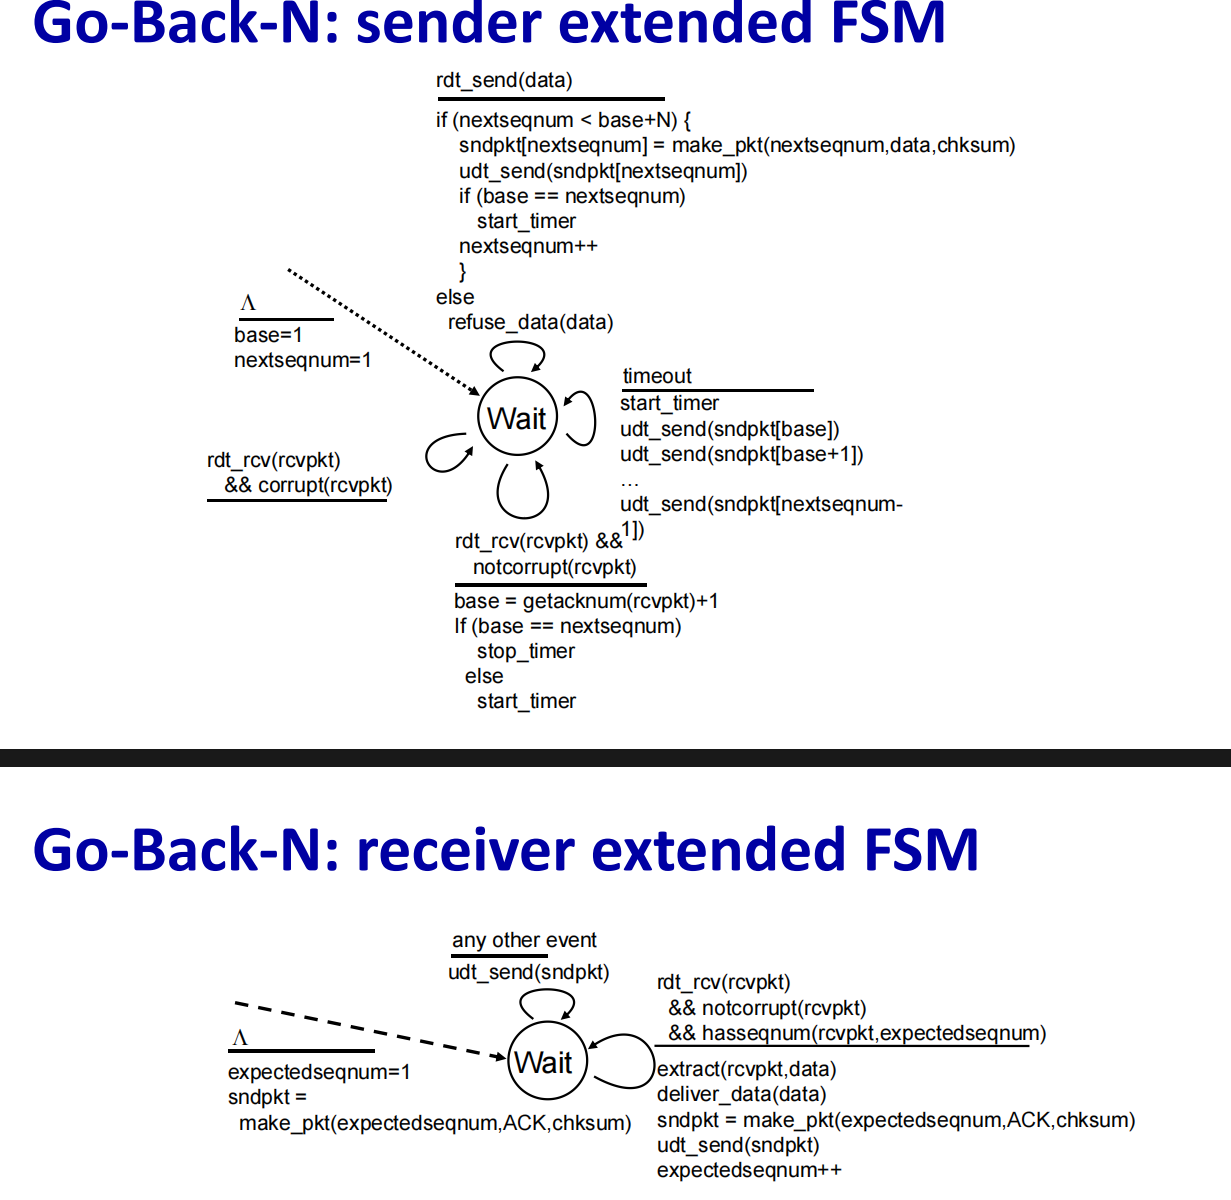 Go-Back-N: sender extended FSM
rdt_send(data)
if (nextseqnum < base+N) {
sndpkt[nextseqnum] = make_pkt(nextseqnum,data,chksum)
udt_send(sndpkt[nextseqnum])
if (base == nextseqnum)
start_timer
nextseqnum++
}
else
refuse_data(data)
Λ
base=1
nextseqnum=1
Wait
timeout
start_timer
udt_send(sndpkt[base])
udt_send(sndpkt[base+1])
…
udt_send(sndpkt[nextseqnum-
1])
rdt_rcv(rcvpkt)
&& corrupt(rcvpkt)
rdt_rcv(rcvpkt) &&
notcorrupt(rcvpkt)
base = getacknum(rcvpkt)+1
If (base == nextseqnum)
stop_timer
else
start_timer
Go-Back-N: receiver extended FSM
any other event
udt_send(sndpkt)
Λ
expectedseqnum=1
sndpkt =
make_pkt(expectedseqnum,ACK,chksum)
Wait
rdt_rcv(rcvpkt)
&& notcorrupt(rcvpkt)
&& hasseqnum(rcvpkt,expectedseqnum)
extract(rcvpkt,data)
deliver_data(data)
sndpkt = make_pkt(expectedseqnum,ACK,chksum)
udt_send(sndpkt)
expectedseqnum++